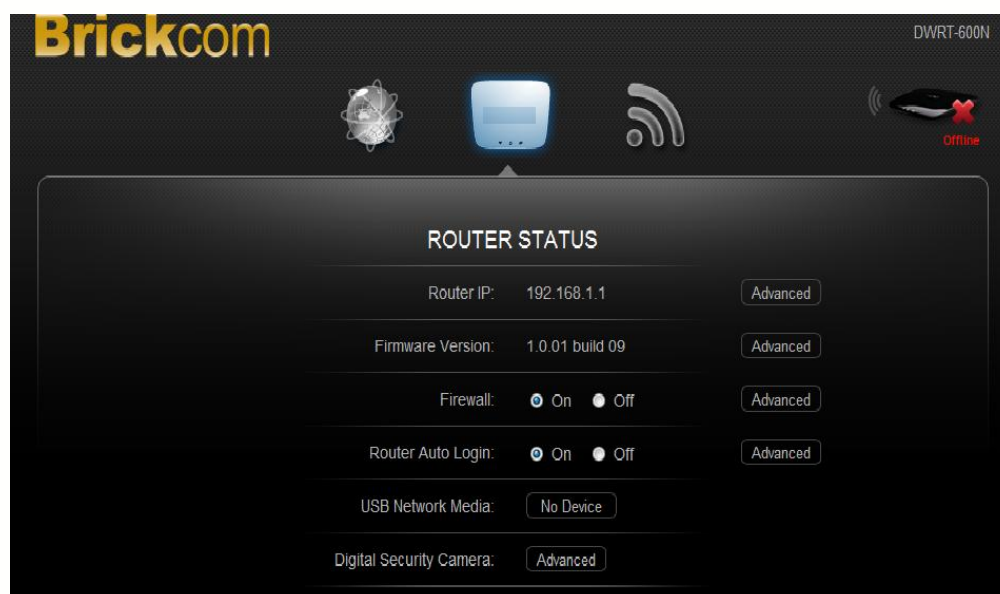 Brickcom
DWRT-600N
Offline
ROUTER STATUS
Router IP: 192.168.1.1 Advanced
Firmware Version: 1.0.01 build 09 Advanced
Firewall: On Off Advanced
Router Auto Login: On Off Advanced
USB Network Media: No Device
Digital Security Camera: Advanced